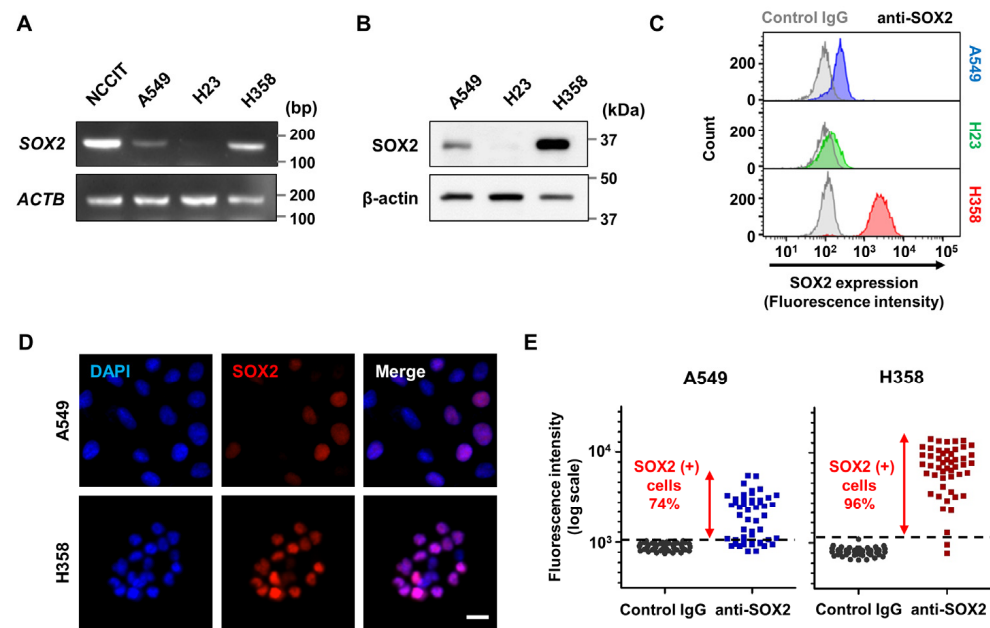 A
NCCIT
A549
H23
H358
(bp)
SOX2
200
100
ACTB
200
100
B
A549
H23
H358
(kDa)
SOX2
37
50
β-actin
37
C
Control IgG
anti-SOX2
200
0
A549
Count
200
0
H23
200
0
H358
10¹ 10² 10³ 10⁴ 10⁵
SOX2 expression
(Fluorescence intensity)
D
DAPI
SOX2
Merge
A549
H358
E
A549
H358
Fluorescence intensity
(log scale)
10⁴
10³
SOX2 (+)
cells
74%
SOX2 (+)
cells
96%
Control IgG anti-SOX2
Control IgG anti-SOX2